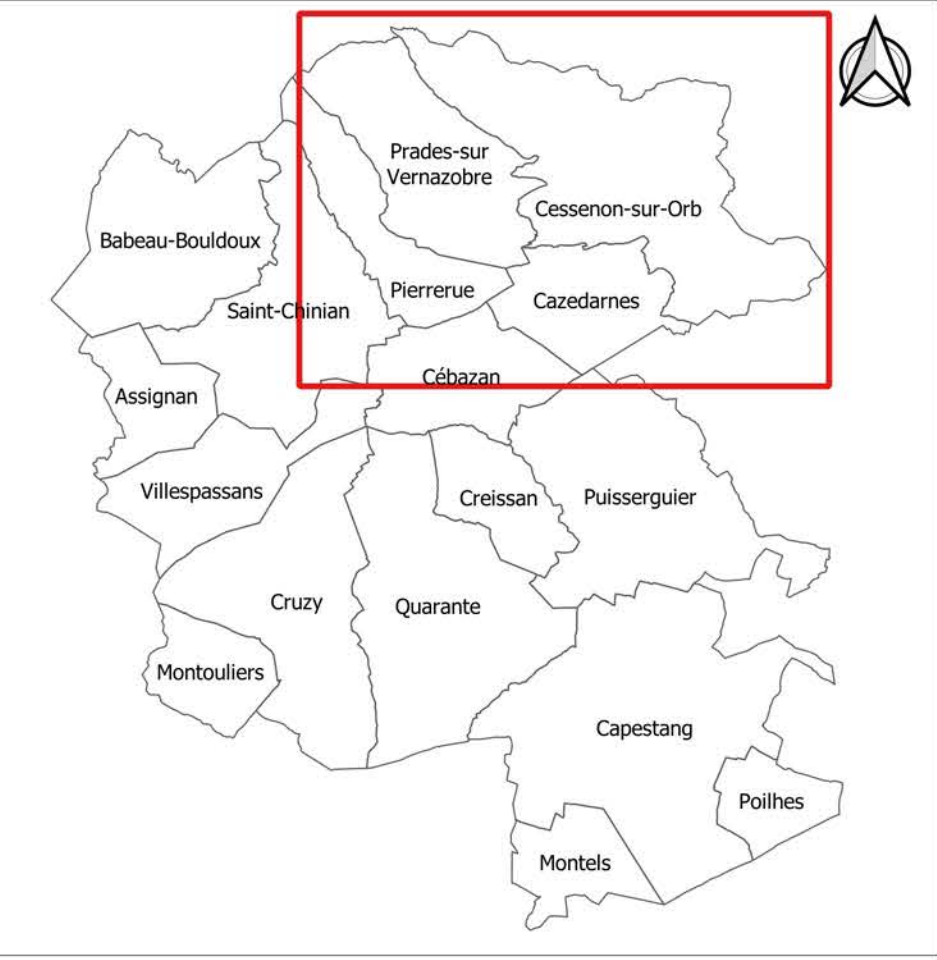 Prades-sur
Vernazobre
Cessenon-sur-Orb
Babeau-Bouldoux
Pierrerue
Cazedarnes
Saint-Chinian
Cébazan
Assignan
Villespassans
Creissan
Puisserguier
Cruzy
Quarante
Montouliers
Capestang
Poilhes
Montels